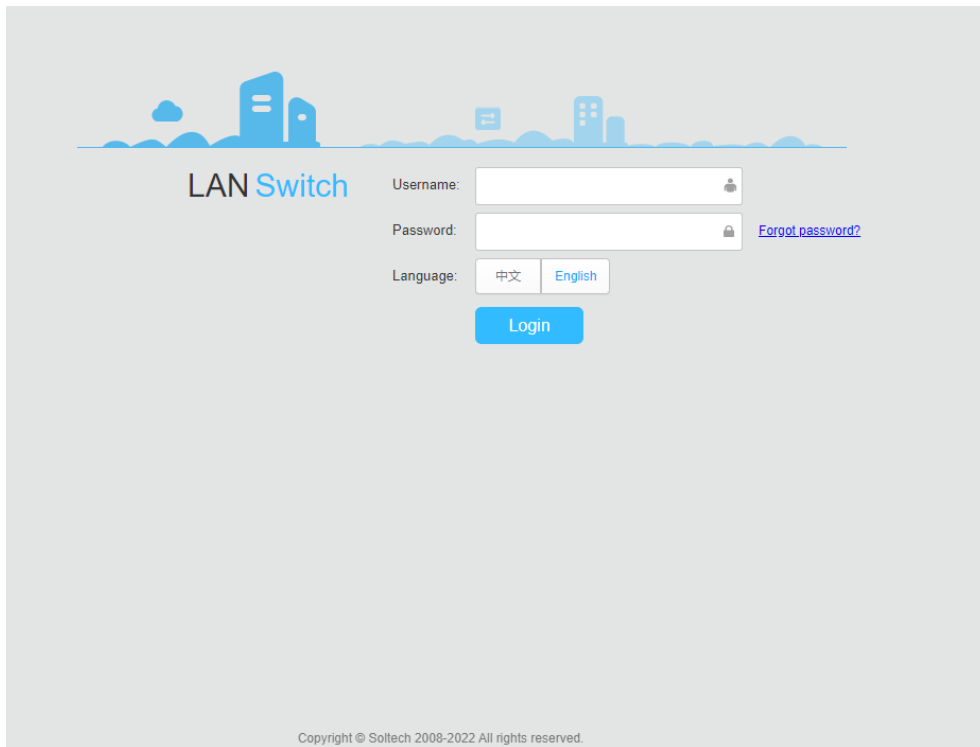 LAN Switch
Username:
Password:
Forgot password?
Language:
中文
English
Login
Copyright © Soltech 2008-2022 All rights reserved.